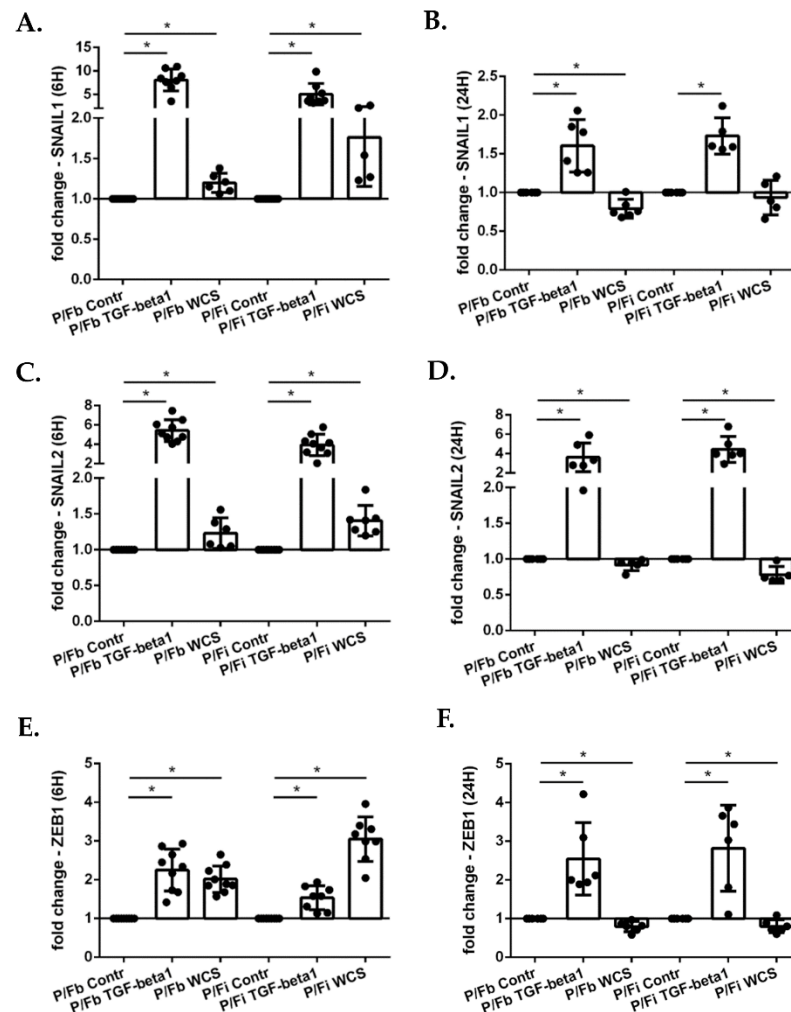 A.
*
*
*
*
fold change - SNAIL1 (6H)
15
10
5
2.0
1.5
1.0
0.5
0.0
P/Fb Contr
P/Fb TGF-beta1
P/Fb WCS
P/Fi Contr
P/Fi TGF-beta1
P/Fi WCS
B.
*
*
*
fold change - SNAIL1 (24H)
2.5
2.0
1.5
1.0
0.5
0.0
P/Fb Contr
P/Fb TGF-beta1
P/Fb WCS
P/Fi Contr
P/Fi TGF-beta1
P/Fi WCS
C.
*
*
*
*
fold change - SNAIL2 (6H)
8
6
4
2
2.0
1.5
1.0
0.5
0.0
P/Fb Contr
P/Fb TGF-beta1
P/Fb WCS
P/Fi Contr
P/Fi TGF-beta1
P/Fi WCS
D.
*
*
*
*
fold change - SNAIL2 (24H)
8
6
4
2
2.0
1.5
1.0
0.5
0.0
P/Fb Contr
P/Fb TGF-beta1
P/Fb WCS
P/Fi Contr
P/Fi TGF-beta1
P/Fi WCS
E.
*
*
*
*
fold change - ZEB1 (6H)
5
4
3
2
1
0
P/Fb Contr
P/Fb TGF-beta1
P/Fb WCS
P/Fi Contr
P/Fi TGF-beta1
P/Fi WCS
F.
*
*
*
*
fold change - ZEB1 (24H)
5
4
3
2
1
0
P/Fb Contr
P/Fb TGF-beta1
P/Fb WCS
P/Fi Contr
P/Fi TGF-beta1
P/Fi WCS